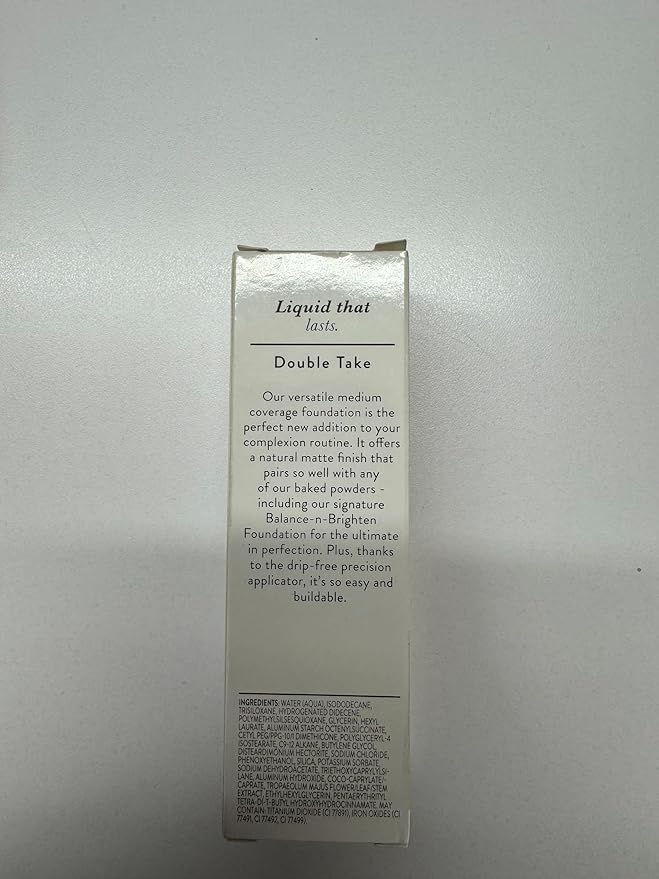 Liquid that
lasts.
Double Take
Our versatile medium
coverage foundation is the
perfect new addition to your
complexion routine. It offers
a natural matte finish that
pairs so well with any
of our baked powders -
including our signature
Balance-n-Brighten
Foundation for the ultimate
in perfection. Plus, thanks
to the drip-free precision
applicator, it's so easy and
buildable.
INGREDIENTS: WATER (AQUA), ISODODECANE,
TRISILOXANE, HYDROGENATED DIDECENE,
POLYMETHYLSILSESQUIOXANE, GLYCERIN, HEXYL
LAURATE, ALUMINUM STARCH OCTENYLSUCCINATE,
CETYL PEG/PPG-10/1 DIMETHICONE, POLYGLYCERYL-4
ISOSTEARATE, C9-12 ALKANE, BUTYLENE GLYCOL,
DISTEARDIMONIUM HECTORITE, SODIUM CHLORIDE,
PHENOXYETHANOL, SILICA, POTASSIUM SORBATE,
SODIUM DEHYDROACETATE, TRIETHOXYCAPRYLYLSI-
LANE, ALUMINUM HYDROXIDE, COCO-CAPRYLATE/-
CAPRATE, TROPAEOLUM MAJUS FLOWER/LEAF/STEM
EXTRACT, ETHYLHEXYLGLYCERIN, PENTAERYTHRITYL
TETRA-DI-T-BUTYL HYDROXYHYDROCINNAMATE. MAY
CONTAIN: TITANIUM DIOXIDE (CI 77891), IRON OXIDES (CI
77491, CI 77492, CI 77499).